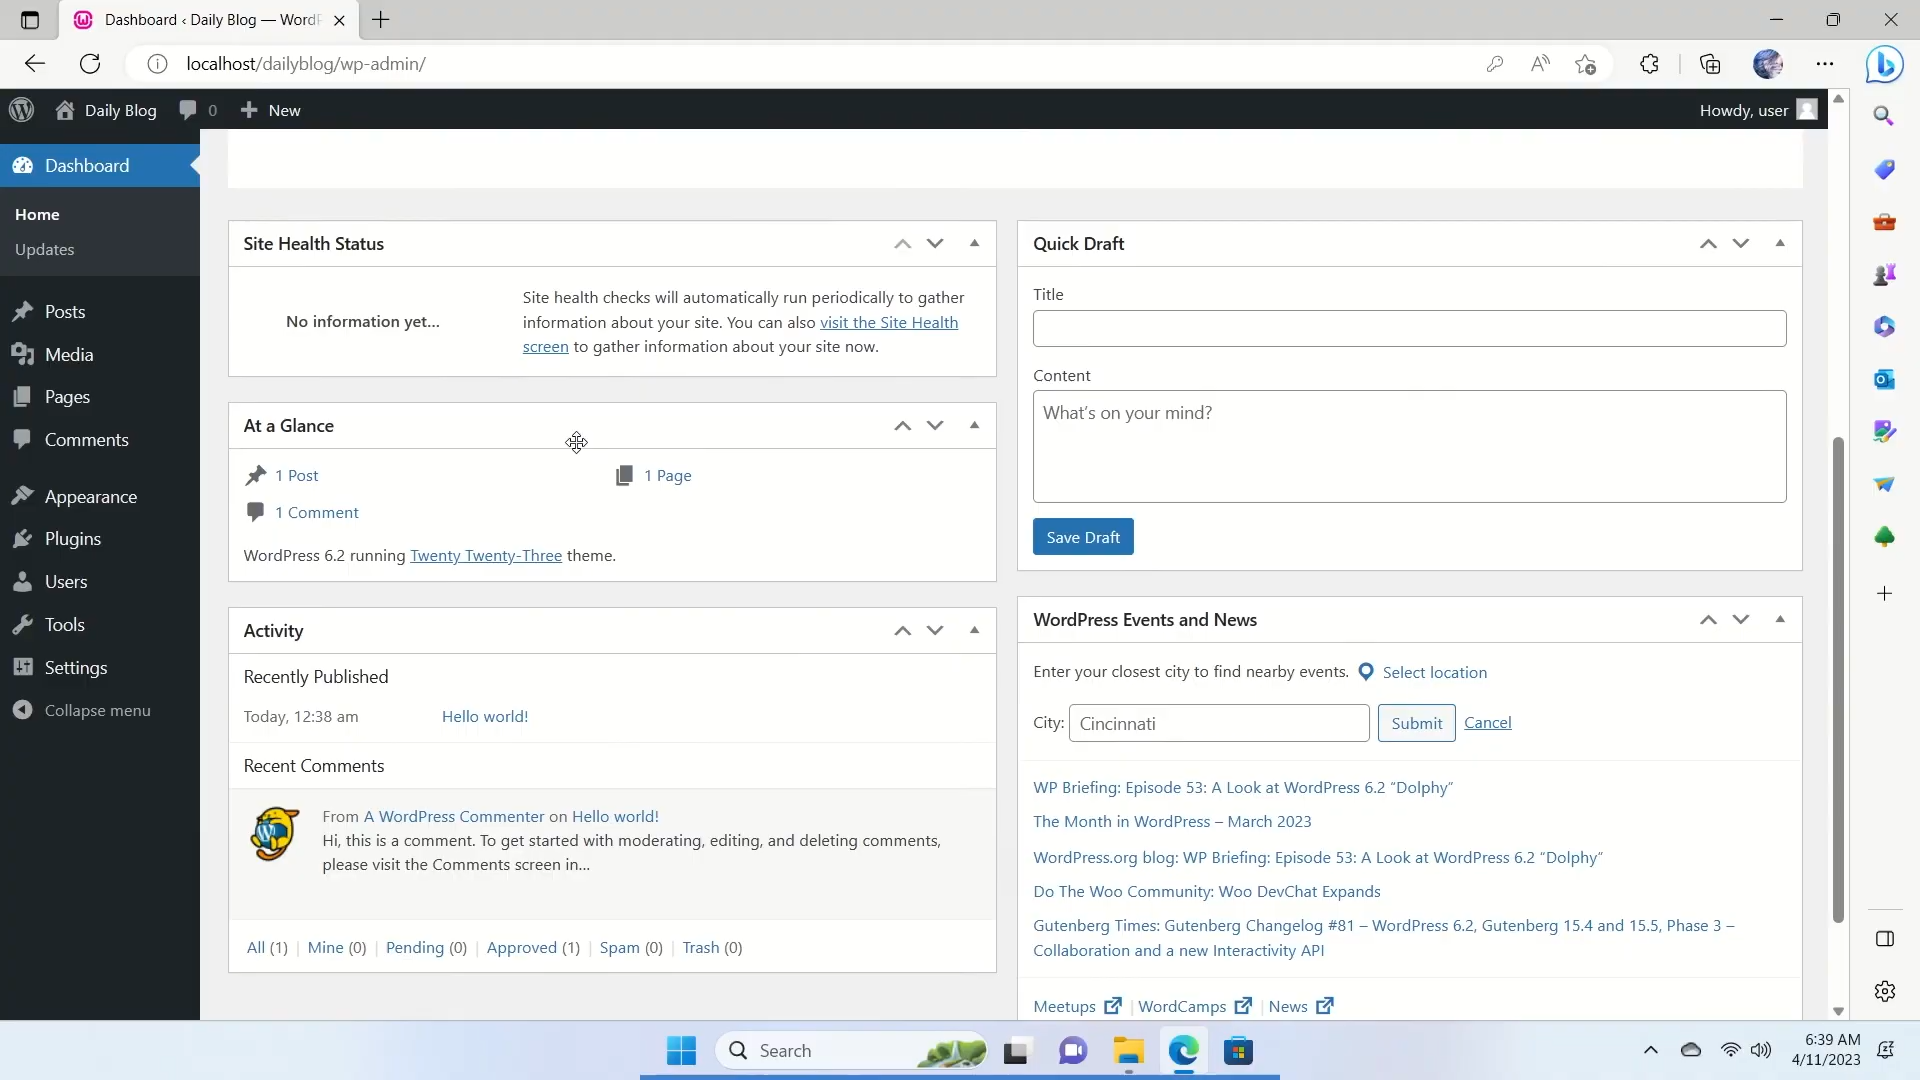 Dashboard ‹ Daily Blog — WordP
localhost/dailyblog/wp-admin/
Daily Blog
0
New
Howdy, user
Dashboard
Home
Updates
Posts
Media
Pages
Comments
Appearance
Plugins
Users
Tools
Settings
Collapse menu
Site Health Status
No information yet...
Site health checks will automatically run periodically to gather
information about your site. You can also visit the Site Health
screen to gather information about your site now.
At a Glance
1 Post
1 Page
1 Comment
WordPress 6.2 running Twenty Twenty-Three theme.
Activity
Recently Published
Today, 12:38 am
Hello world!
Recent Comments
From A WordPress Commenter on Hello world!
Hi, this is a comment. To get started with moderating, editing, and deleting comments,
please visit the Comments screen in...
All (1) | Mine (0) | Pending (0) | Approved (1) | Spam (0) | Trash (0)
Quick Draft
Title
Content
What's on your mind?
Save Draft
WordPress Events and News
Enter your closest city to find nearby events. Select location
City: Cincinnati Submit Cancel
WP Briefing: Episode 53: A Look at WordPress 6.2 “Dolphy”
The Month in WordPress – March 2023
WordPress.org blog: WP Briefing: Episode 53: A Look at WordPress 6.2 “Dolphy”
Do The Woo Community: Woo DevChat Expands
Gutenberg Times: Gutenberg Changelog #81 – WordPress 6.2, Gutenberg 15.4 and 15.5, Phase 3 –
Collaboration and a new Interactivity API
Meetups | WordCamps | News
Search
6:39 AM
4/11/2023